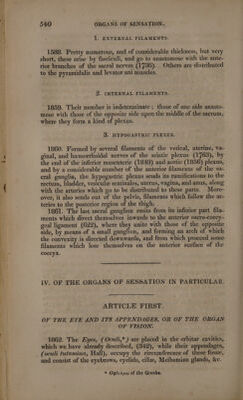 540 ORGANS OF SENSATION.
1. EXTERNAL FILAMENTS.
1858. Pretty numerous, and of considerable thickness, but very
short, these arise by fasciculi, and go to anastomose with the ante-
rior branches of the sacral nerves (1736). Others are distributed
to the pyramidalis and levator ani muscles.
2. INTERNAL FILAMENTS.
1859. Their number is indeterminate; those of one side anasto-
mose with those of the opposite side upon the middle of the sacrum,
where they form a kind of plexus.
3. HYPOGASTRIC PLEXUS.
1860. Formed by several filaments of the vesical, uterine, va-
ginal, and hæmorrhoidal nerves of the sciatic plexus (1763), by
the end of the inferior mesenteric (1849) and aortic (1856) plexus,
and by a considerable number of the anterior filaments of the sa-
cral ganglia, the hypogastric plexus sends its ramifications to the
rectum, bladder, vesiculæ seminales, uterus, vagina, and anus, along
with the arteries which go to be distributed to these parts. More-
over, it also sends out of the pelvis, filaments which follow the ar-
teries to the posterior region of the thigh.
1861. The last sacral ganglion emits from its inferior part fila-
ments which direct themselves towards to the anterior sacro-coccy-
geal ligament (622), where they unite with those of the opposite
side, by means of a small ganglion, and forming an arch of which
the convexity is directed downwards, and from which proceed some
filaments which lose themselves on the anterior surface of the
coccyx.
IV. OF THE ORGANS OF SENSATION IN PARTICULAR.
ARTICLE FIRST.
OF THE EYE AND ITS APPENDAGES, OR OF THE ORGAN
OF VISION.
1862. The Eyes, (Oculi,*) are placed in the orbital cavities,
which we have already described, (342), while their appendages,
(oculi tutamina, Hall), occupy the circumference of these fossæ,
and consist of the eyebrows, eyelids, ciliæ, Meibomian glands, &c.
* Οφθαλμοι of the Greeks.